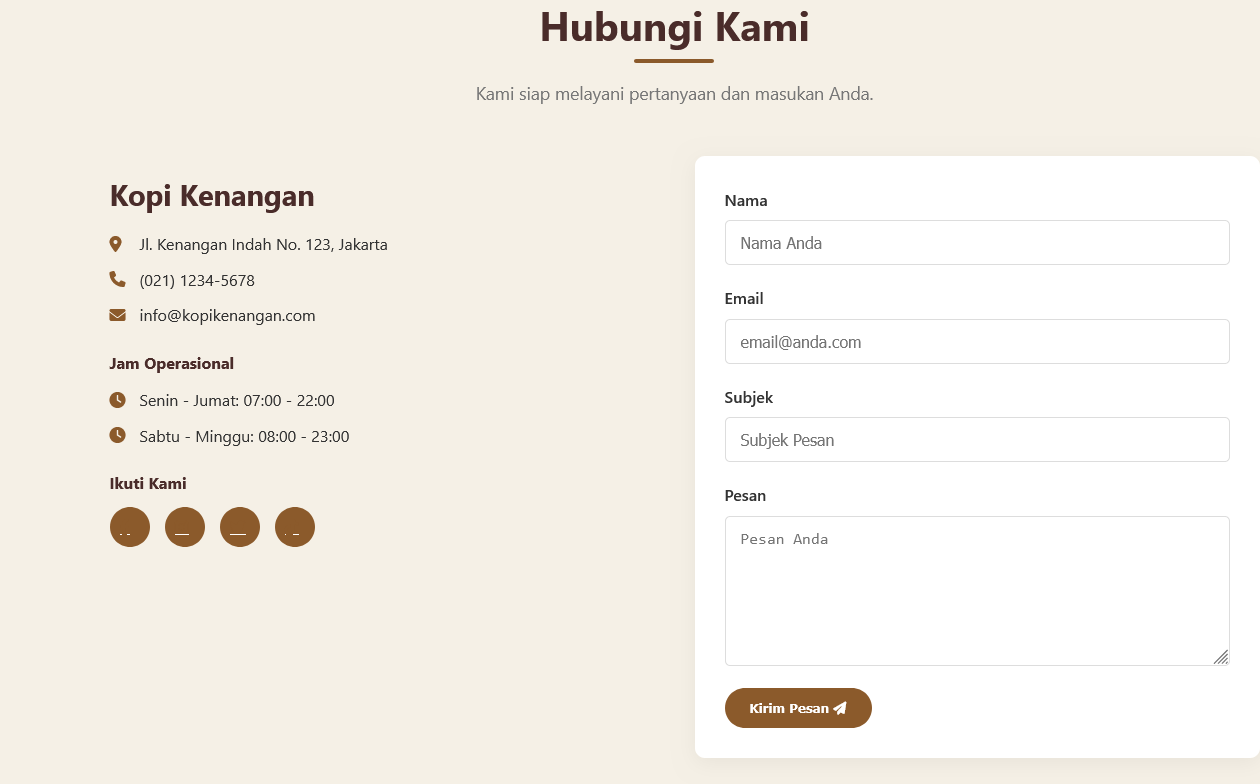 Hubungi Kami
Kami siap melayani pertanyaan dan masukan Anda.
Kopi Kenangan
Jl. Kenangan Indah No. 123, Jakarta
(021) 1234-5678
info@kopikenangan.com
Jam Operasional
Senin - Jumat: 07:00 - 22:00
Sabtu - Minggu: 08:00 - 23:00
Ikuti Kami
Nama
Nama Anda
Email
email@anda.com
Subjek
Subjek Pesan
Pesan
Pesan Anda
Kirim Pesan